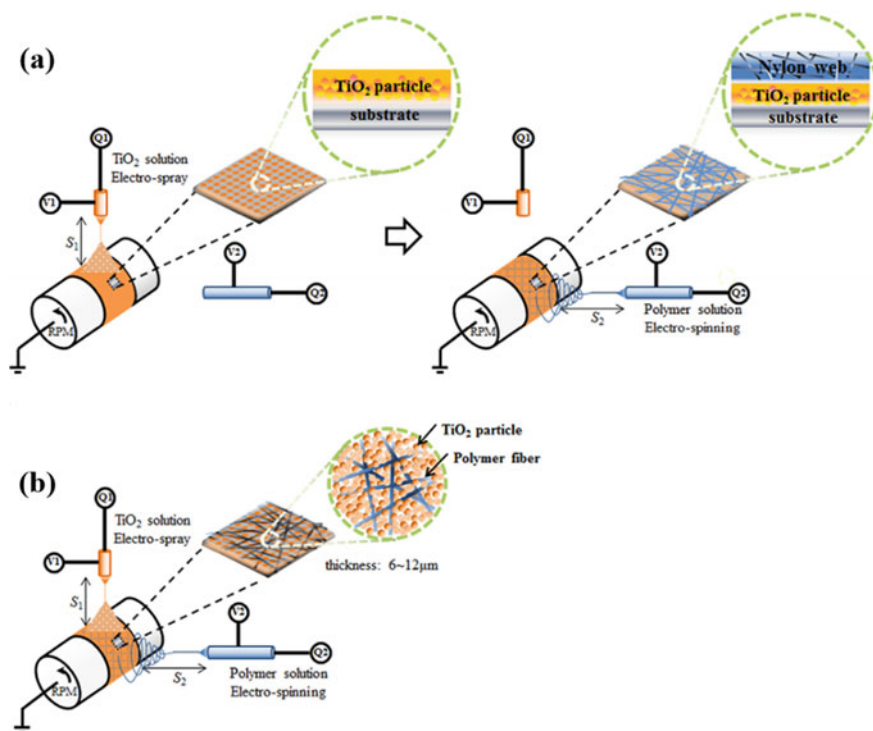 (a)
Q1
TiO₂ solution
Electro-spray
V1
S₁
RPM
TiO₂ particle
substrate
V2
Q2
Q1
V1
RPM
Nylon web
TiO₂ particle
substrate
V2
Q2
S₂
Polymer solution
Electro-spinning
(b)
Q1
TiO₂ solution
Electro-spray
V1
S₁
RPM
TiO₂ particle
Polymer fiber
thickness: 6~12μm
V2
Q2
S₂
Polymer solution
Electro-spinning